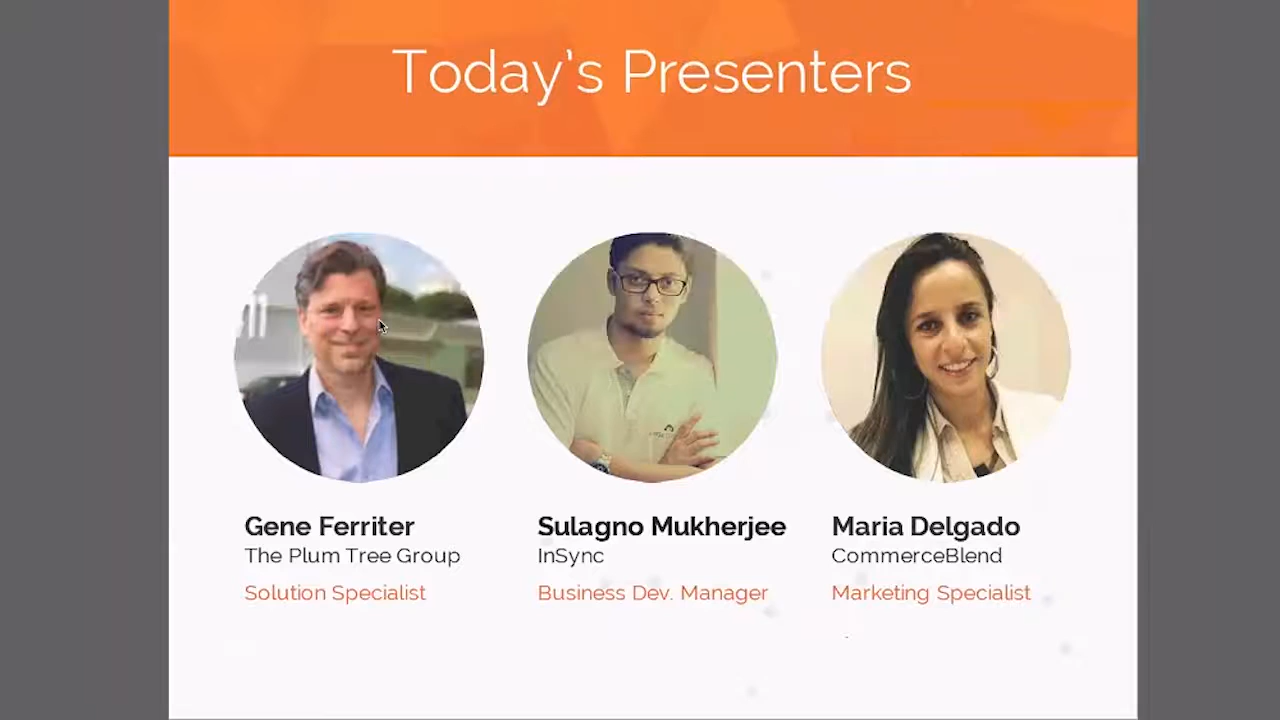 Today's Presenters
Gene Ferriter
The Plum Tree Group
Solution Specialist
Sulagno Mukherjee
InSync
Business Dev. Manager
Maria Delgado
CommerceBlend
Marketing Specialist